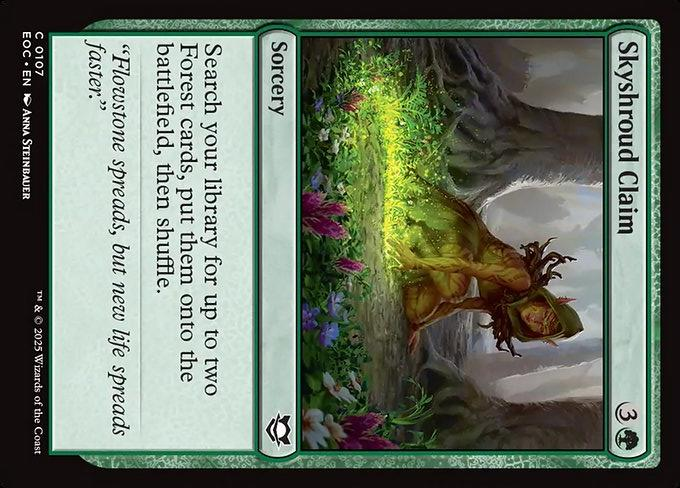 Skyshroud Claim
3
Sorcery
Search your library for up to two
Forest cards, put them onto the
battlefield, then shuffle.
“Flowstone spreads, but new life spreads
faster.”
C 0107
EOC • EN Anna Steinbauer
™ & © 2025 Wizards of the Coast